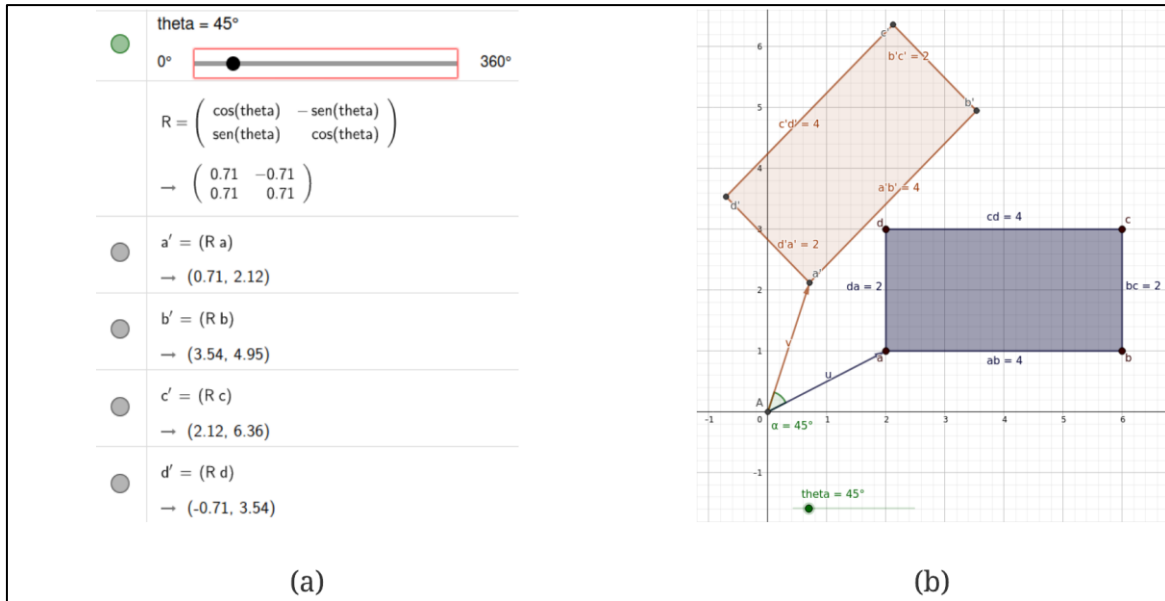 theta = 45°
0° 360°
R = ( cos(theta) − sen(theta)
sen(theta) cos(theta) )
→ ( 0.71 −0.71
0.71 0.71 )
a′ = (R a)
→ (0.71, 2.12)
b′ = (R b)
→ (3.54, 4.95)
c′ = (R c)
→ (2.12, 6.36)
d′ = (R d)
→ (-0.71, 3.54)
(a)
6
b'c' = 2
5
b'
c'd' = 4
4
a'b' = 4
d'
3
d
cd = 4
c
d'a' = 2
a'
2
da = 2
bc = 2
1
a
ab = 4
b
v
u
A
-1 0 1 2 3 4 5 6
α = 45°
-1
theta = 45°
(b)